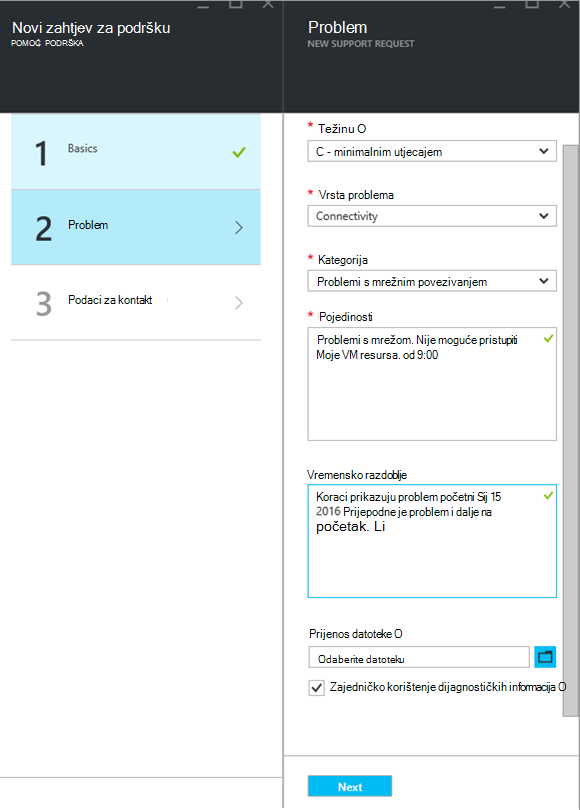 Novi zahtjev za podršku
POMOĆ PODRŠKA
1 Basics
2 Problem
3 Podaci za kontakt
Problem
NEW SUPPORT REQUEST
* Težinu O
C - minimalnim utjecajem
* Vrsta problema
Connectivity
* Kategorija
Problemi s mrežnim povezivanjem
* Pojedinosti
Problemi s mrežom. Nije moguće pristupiti
Moje VM resursa. od 9:00
Vremensko razdoblje
Koraci prikazuju problem početni Sij 15
2016 Prijepodne je problem i dalje na
početak. Li
Prijenos datoteke O
Odaberite datoteku
Zajedničko korištenje dijagnostičkih informacija O
Next